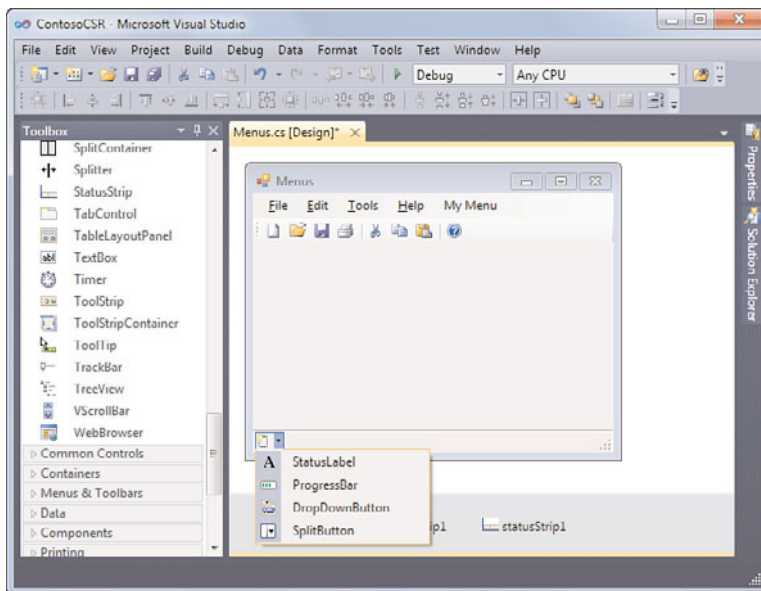 ContosoCSR - Microsoft Visual Studio
File Edit View Project Build Debug Data Format Tools Test Window Help
Debug Any CPU
Toolbox
Menus.cs [Design]*
SplitContainer
Splitter
StatusStrip
TabControl
TableLayoutPanel
TextBox
Timer
ToolStrip
ToolStripContainer
ToolTip
TrackBar
TreeView
VScrollBar
WebBrowser
Common Controls
Containers
Menus & Toolbars
Data
Components
Printing
Menus
File Edit Tools Help My Menu
A StatusLabel
ProgressBar
DropDownButton
SplitButton
ip1 statusStrip1
Properties
Solution Explorer